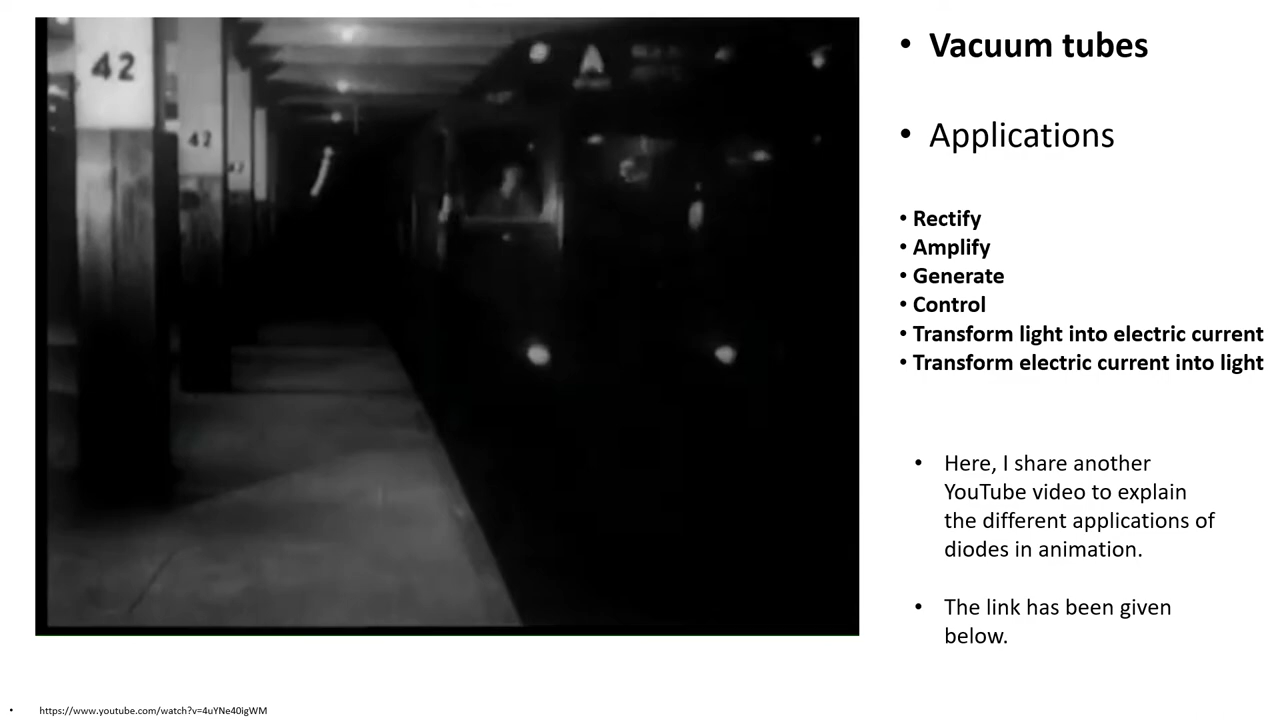 42
42
A
• Vacuum tubes
• Applications
• Rectify
• Amplify
• Generate
• Control
• Transform light into electric current
• Transform electric current into light
• Here, I share another
YouTube video to explain
the different applications of
diodes in animation.
• The link has been given
below.
• https://www.youtube.com/watch?v=4uYNe40igWM